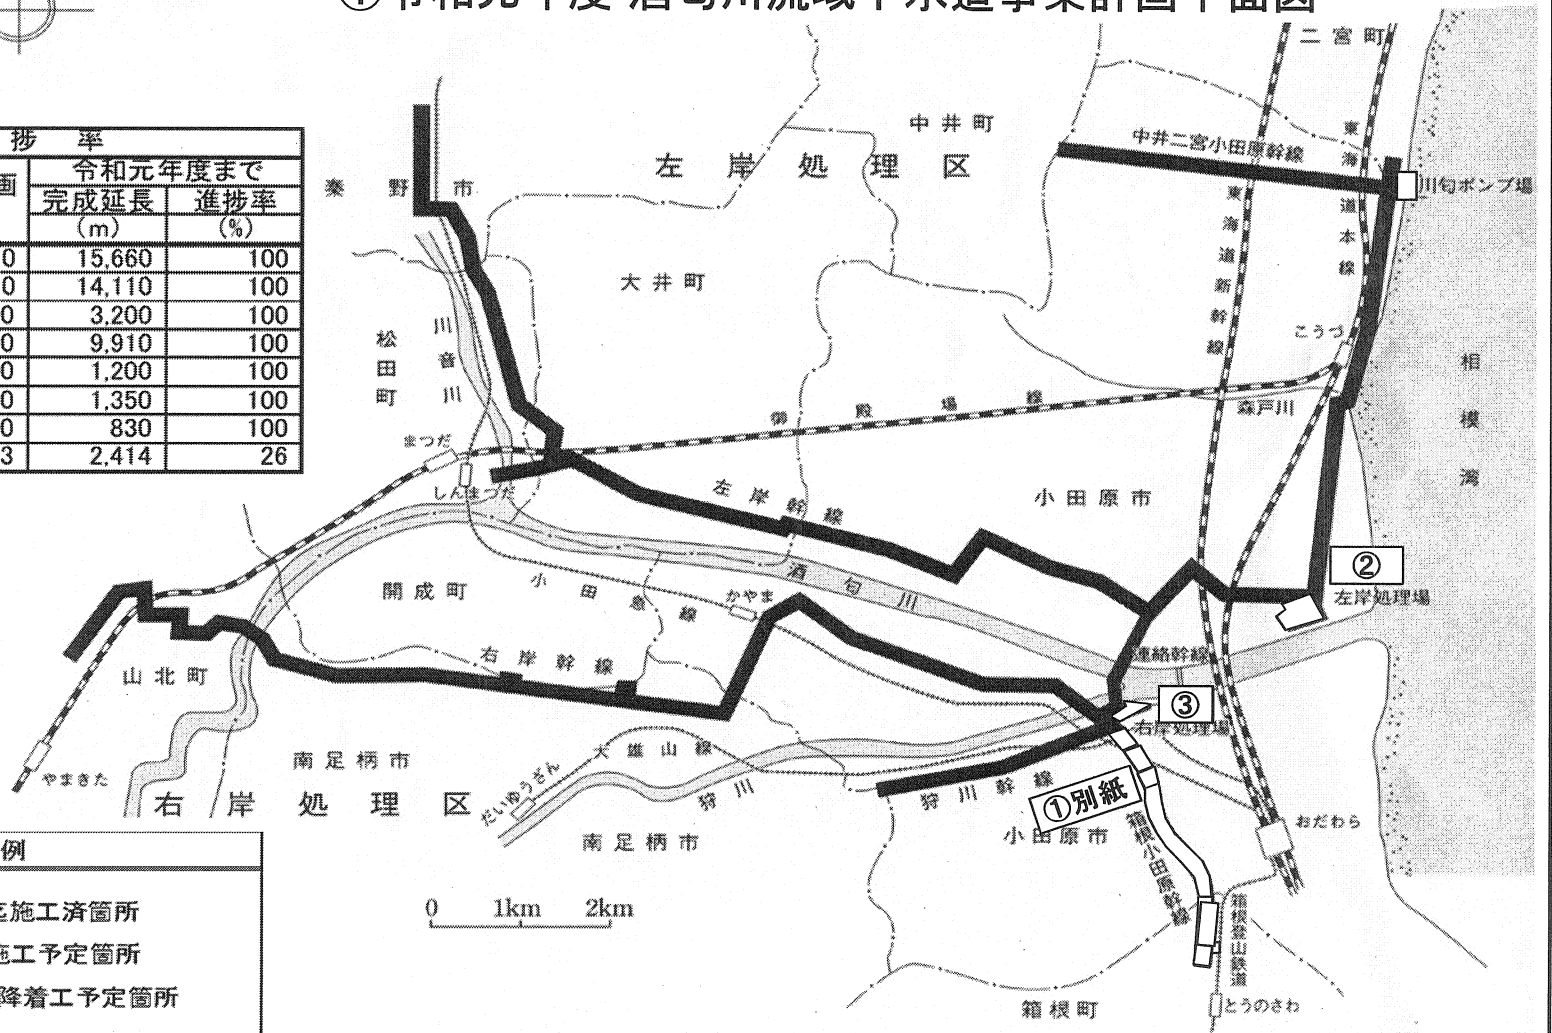 ①令和元年度 酒匂川流域下水道事業計画平面図
捗 率
画
令和元年度まで
完成延長 進捗率
(m) (%)
0 15,660 100
0 14,110 100
0 3,200 100
0 9,910 100
0 1,200 100
0 1,350 100
0 830 100
3 2,414 26
二宮町
中井町
中井二宮小田原幹線
左岸処理区
秦野市
川匂ポンプ場
東海道本線
東海道新幹線
大井町
松田町
川音川
こうづ
相模湾
御殿場線
森戸川
まつだ
しんまつだ
左岸幹線
小田原市
②
左岸処理場
酒匂川
小田急線
かやま
開成町
右岸幹線
連絡幹線
山北町
③
右岸処理場
南足柄市
大雄山線
やまきた
だいゆうざん
右岸処理区
狩川
狩川幹線
①別紙
南足柄市
小田原市
おだわら
箱根小田原幹線
箱根登山鉄道
例
迄施工済箇所
施工予定箇所
降着工予定箇所
0 1km 2km
箱根町
とうのさわ